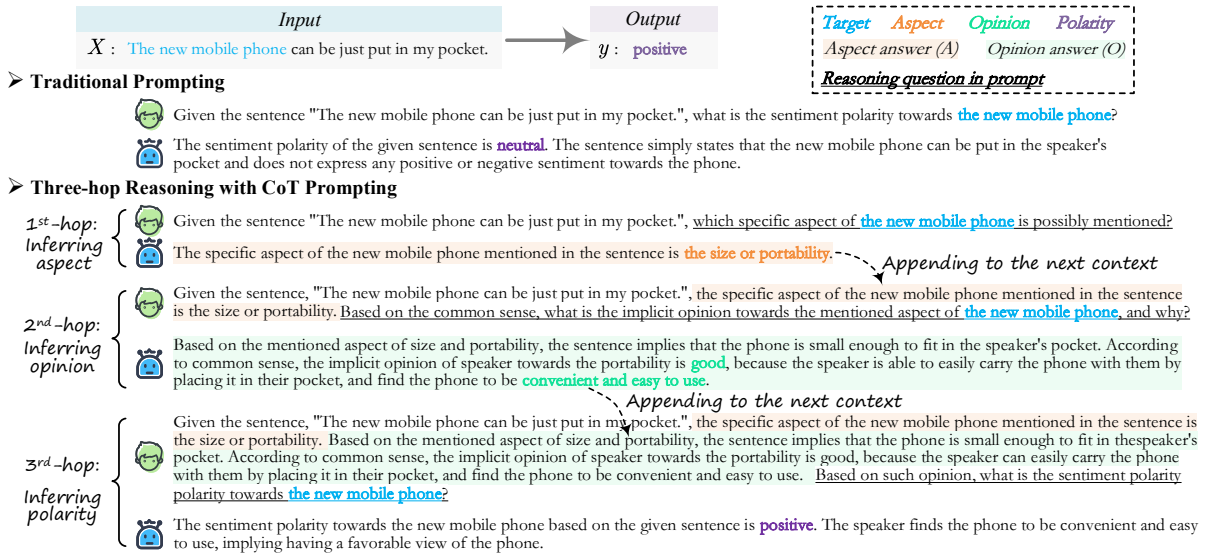 Input
Output
Target Aspect Opinion Polarity
X : The new mobile phone can be just put in my pocket.
y : positive
Aspect answer (A) Opinion answer (O)
Reasoning question in prompt
➢ Traditional Prompting
Given the sentence "The new mobile phone can be just put in my pocket.", what is the sentiment polarity towards the new mobile phone?
The sentiment polarity of the given sentence is neutral. The sentence simply states that the new mobile phone can be put in the speaker's
pocket and does not express any positive or negative sentiment towards the phone.
➢ Three-hop Reasoning with CoT Prompting
1st-hop:
Inferring
aspect
Given the sentence "The new mobile phone can be just put in my pocket.", which specific aspect of the new mobile phone is possibly mentioned?
The specific aspect of the new mobile phone mentioned in the sentence is the size or portability.
Appending to the next context
2nd-hop:
Inferring
opinion
Given the sentence, "The new mobile phone can be just put in my pocket.", the specific aspect of the new mobile phone mentioned in the sentence
is the size or portability. Based on the common sense, what is the implicit opinion towards the mentioned aspect of the new mobile phone, and why?
Based on the mentioned aspect of size and portability, the sentence implies that the phone is small enough to fit in the speaker's pocket. According
to common sense, the implicit opinion of speaker towards the portability is good, because the speaker is able to easily carry the phone with them by
placing it in their pocket, and find the phone to be convenient and easy to use.
Appending to the next context
3rd-hop:
Inferring
polarity
Given the sentence, "The new mobile phone can be just put in my pocket.", the specific aspect of the new mobile phone mentioned in the sentence is
the size or portability. Based on the mentioned aspect of size and portability, the sentence implies that the phone is small enough to fit in thespeaker's
pocket. According to common sense, the implicit opinion of speaker towards the portability is good, because the speaker can easily carry the phone
with them by placing it in their pocket, and find the phone to be convenient and easy to use. Based on such opinion, what is the sentiment polarity
polarity towards the new mobile phone?
The sentiment polarity towards the new mobile phone based on the given sentence is positive. The speaker finds the phone to be convenient and easy
to use, implying having a favorable view of the phone.